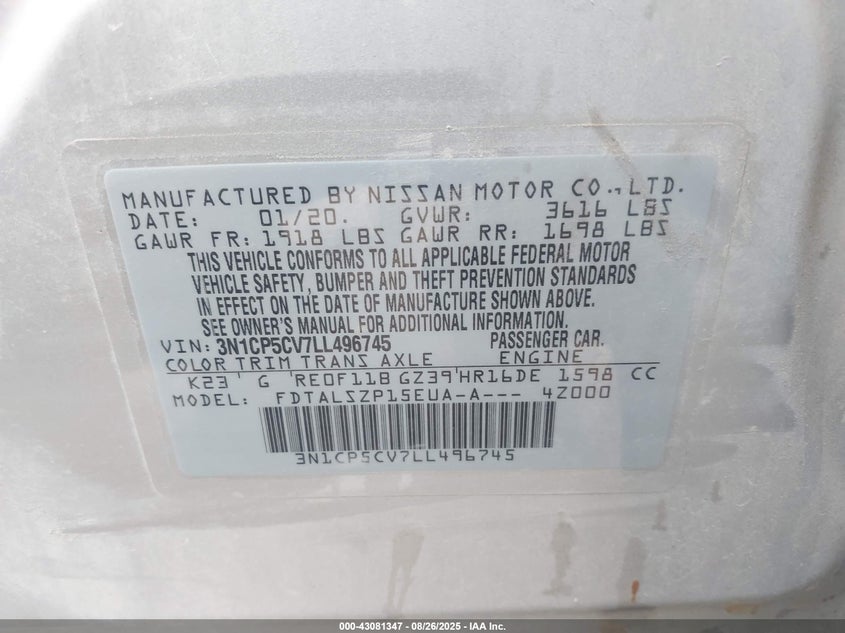 MANUFACTURED BY NISSAN MOTOR CO.,LTD.
DATE: 01/20. GVWR: 3616 LBS
GAWR FR: 1918 LBS GAWR RR: 1698 LBS
THIS VEHICLE CONFORMS TO ALL APPLICABLE FEDERAL MOTOR
VEHICLE SAFETY, BUMPER AND THEFT PREVENTION STANDARDS
IN EFFECT ON THE DATE OF MANUFACTURE SHOWN ABOVE.
SEE OWNER'S MANUAL FOR ADDITIONAL INFORMATION.
VIN: 3N1CP5CV7LL496745 PASSENGER CAR.
COLOR TRIM TRANS AXLE ENGINE
K23 G RE0F11B GZ39 HR16DE 1598 CC
MODEL: FDTALSZP15EUA-A--- 4Z000
3N1CP5CV7LL496745
000-43081347 | 08/26/2025 - IAA Inc.